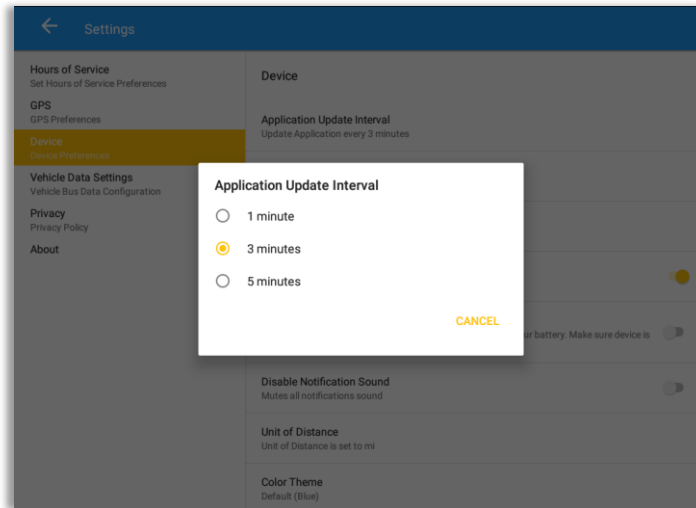 Settings
Hours of Service
Set Hours of Service Preferences
GPS
GPS Preferences
Device
Device Preferences
Vehicle Data Settings
Vehicle Bus Data Configuration
Privacy
Privacy Policy
About
Device
Application Update Interval
Update Application every 3 minutes
Application Update Interval
1 minute
3 minutes
5 minutes
CANCEL
battery. Make sure device is
Disable Notification Sound
Mutes all notifications sound
Unit of Distance
Unit of Distance is set to mi
Color Theme
Default (Blue)